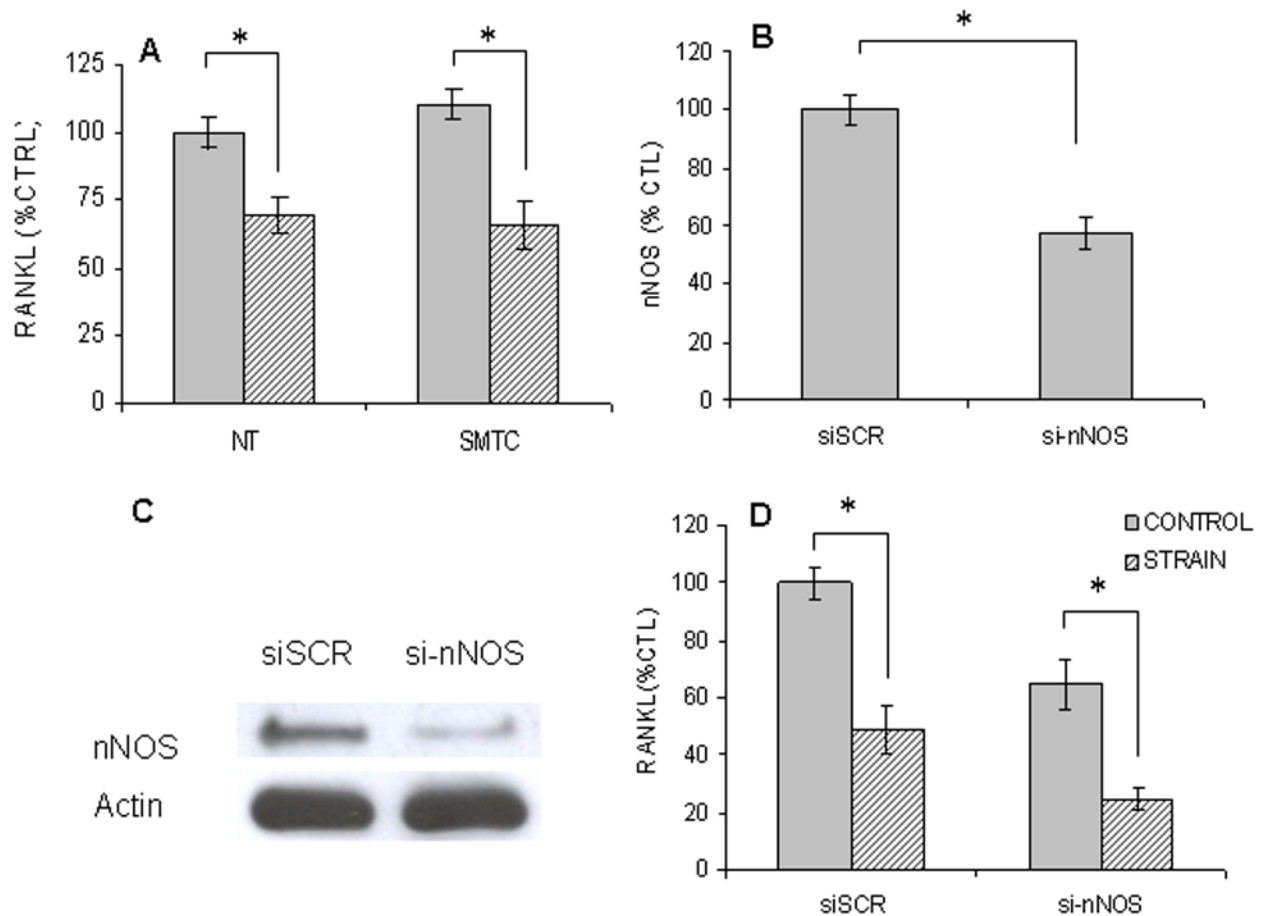 A
*
*
RANKL (%CTRL)
125
100
75
50
25
0
NT
SMTC
B
*
nNOS (% CTL)
120
100
80
60
40
20
0
siSCR
si-nNOS
C
siSCR
si-nNOS
nNOS
Actin
D
*
*
CONTROL
STRAIN
RANKL(%CTL)
120
100
80
60
40
20
0
siSCR
si-nNOS